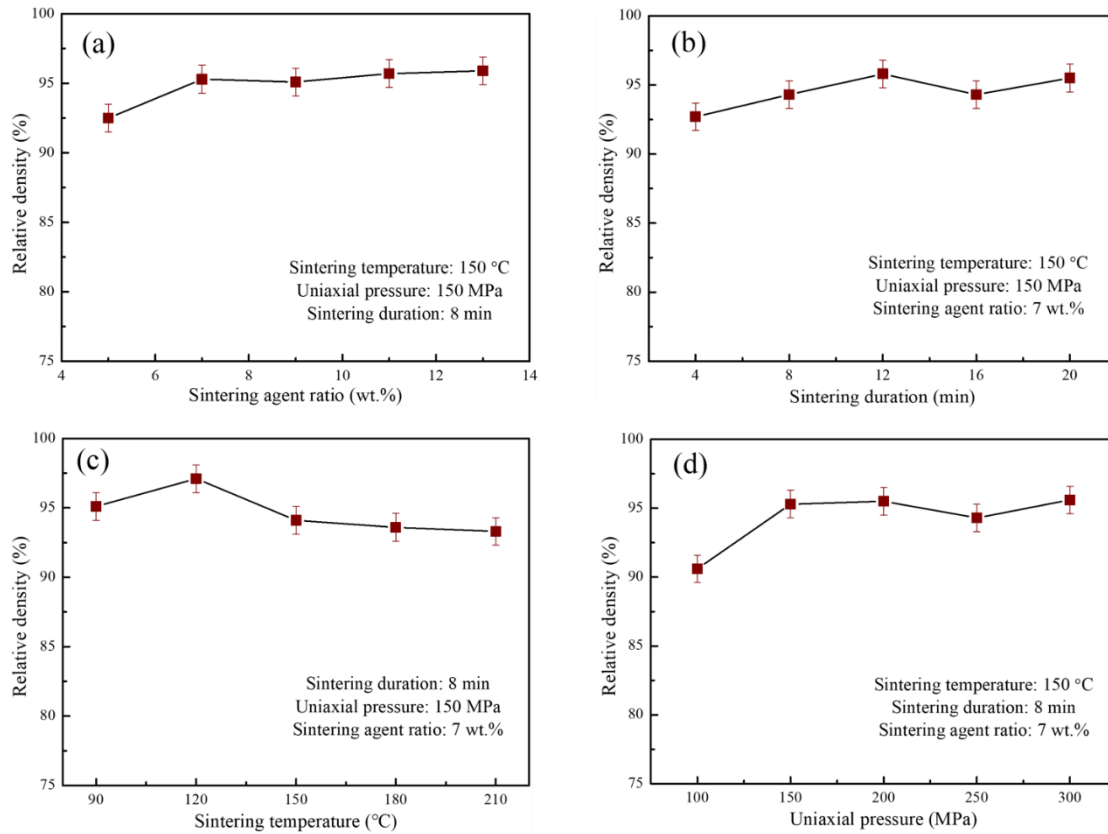 (a)
Relative density (%)
100
95
90
85
80
75
Sintering temperature: 150 °C
Uniaxial pressure: 150 MPa
Sintering duration: 8 min
4 6 8 10 12 14
Sintering agent ratio (wt.%)
(b)
Relative density (%)
100
95
90
85
80
75
Sintering temperature: 150 °C
Uniaxial pressure: 150 MPa
Sintering agent ratio: 7 wt.%
4 8 12 16 20
Sintering duration (min)
(c)
Relative density (%)
100
95
90
85
80
75
Sintering duration: 8 min
Uniaxial pressure: 150 MPa
Sintering agent ratio: 7 wt.%
90 120 150 180 210
Sintering temperature (℃)
(d)
Relative density (%)
100
95
90
85
80
75
Sintering temperature: 150 °C
Sintering duration: 8 min
Sintering agent ratio: 7 wt.%
100 150 200 250 300
Uniaxial pressure (MPa)